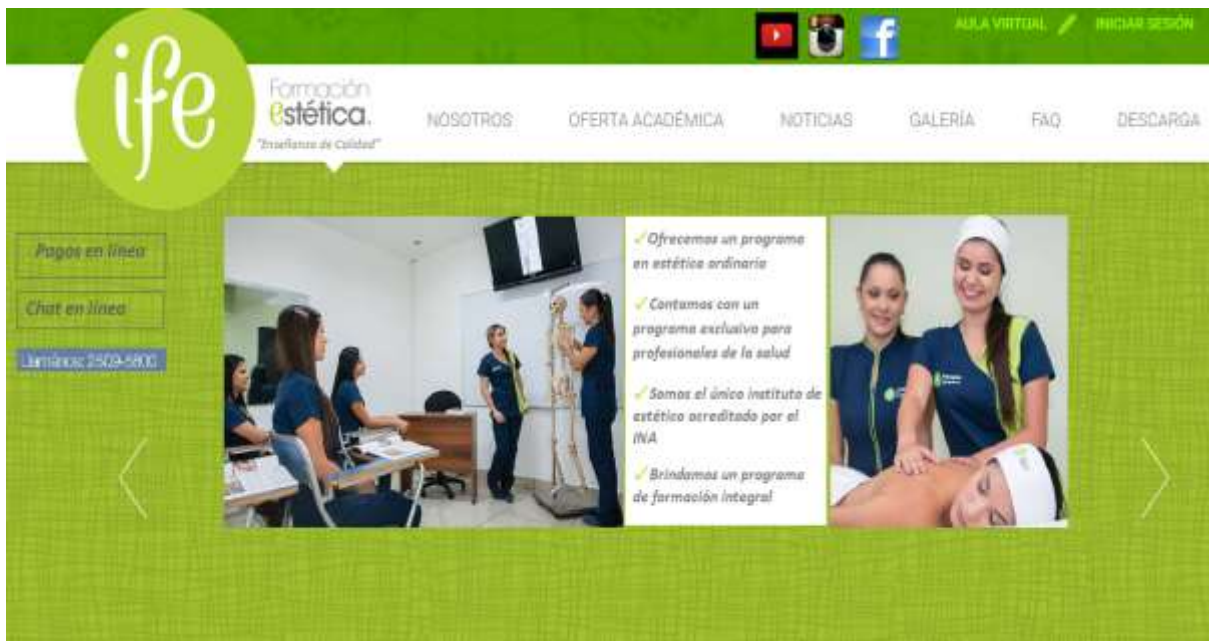 AULA VIRTUAL
INICIAR SESIÓN
ife
Formación
estética.
"Enseñanza de Calidad"
NOSOTROS
OFERTA ACADÉMICA
NOTICIAS
GALERÍA
FAQ
DESCARGA
Pagos en línea
Chat en línea
Llamános: 2509-5800
✓Ofrecemos un programa
en estética ordinaria
✓Contamos con un
programa exclusivo para
profesionales de la salud
✓Somos el único instituto de
estética acreditado por el
INA
✓Brindamos un programa
de formación integral